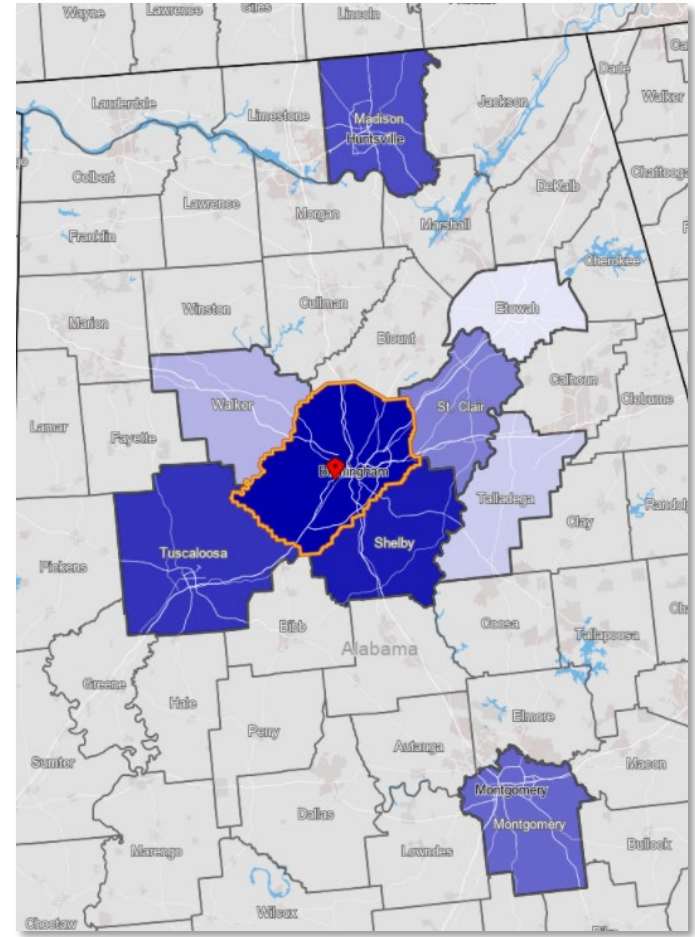 Wayne
Lawrence
Giles
Lincoln
Lauderdale
Limestone
Madison
Huntsville
Jackson
Dade
Walker
Colbert
Lawrence
Morgan
Marshall
DeKalb
Chattooga
Franklin
Cherokee
Marion
Winston
Cullman
Blount
Etowah
Calhoun
Cleburne
Lamar
Fayette
Walker
St. Clair
Birmingham
Talladega
Clay
Pickens
Tuscaloosa
Shelby
Bibb
Coosa
Tallapoosa
Alabama
Greene
Hale
Perry
Elmore
Sumter
Autauga
Macon
Montgomery
Montgomery
Dallas
Marengo
Lowndes
Bullock
Wilcox
Choctaw